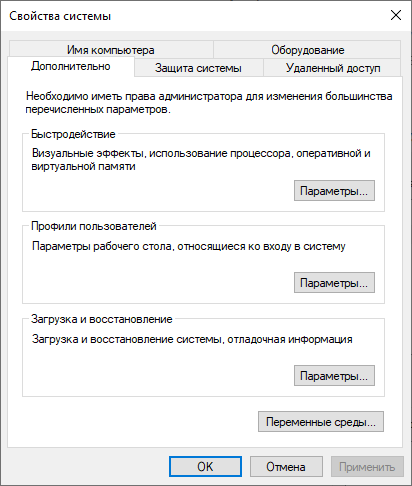 Свойства системы
Имя компьютера
Оборудование
Дополнительно
Защита системы
Удаленный доступ
Необходимо иметь права администратора для изменения большинства
перечисленных параметров.
Быстродействие
Визуальные эффекты, использование процессора, оперативной и
виртуальной памяти
Параметры...
Профили пользователей
Параметры рабочего стола, относящиеся ко входу в систему
Параметры...
Загрузка и восстановление
Загрузка и восстановление системы, отладочная информация
Параметры...
Переменные среды...
ОК
Отмена
Применить